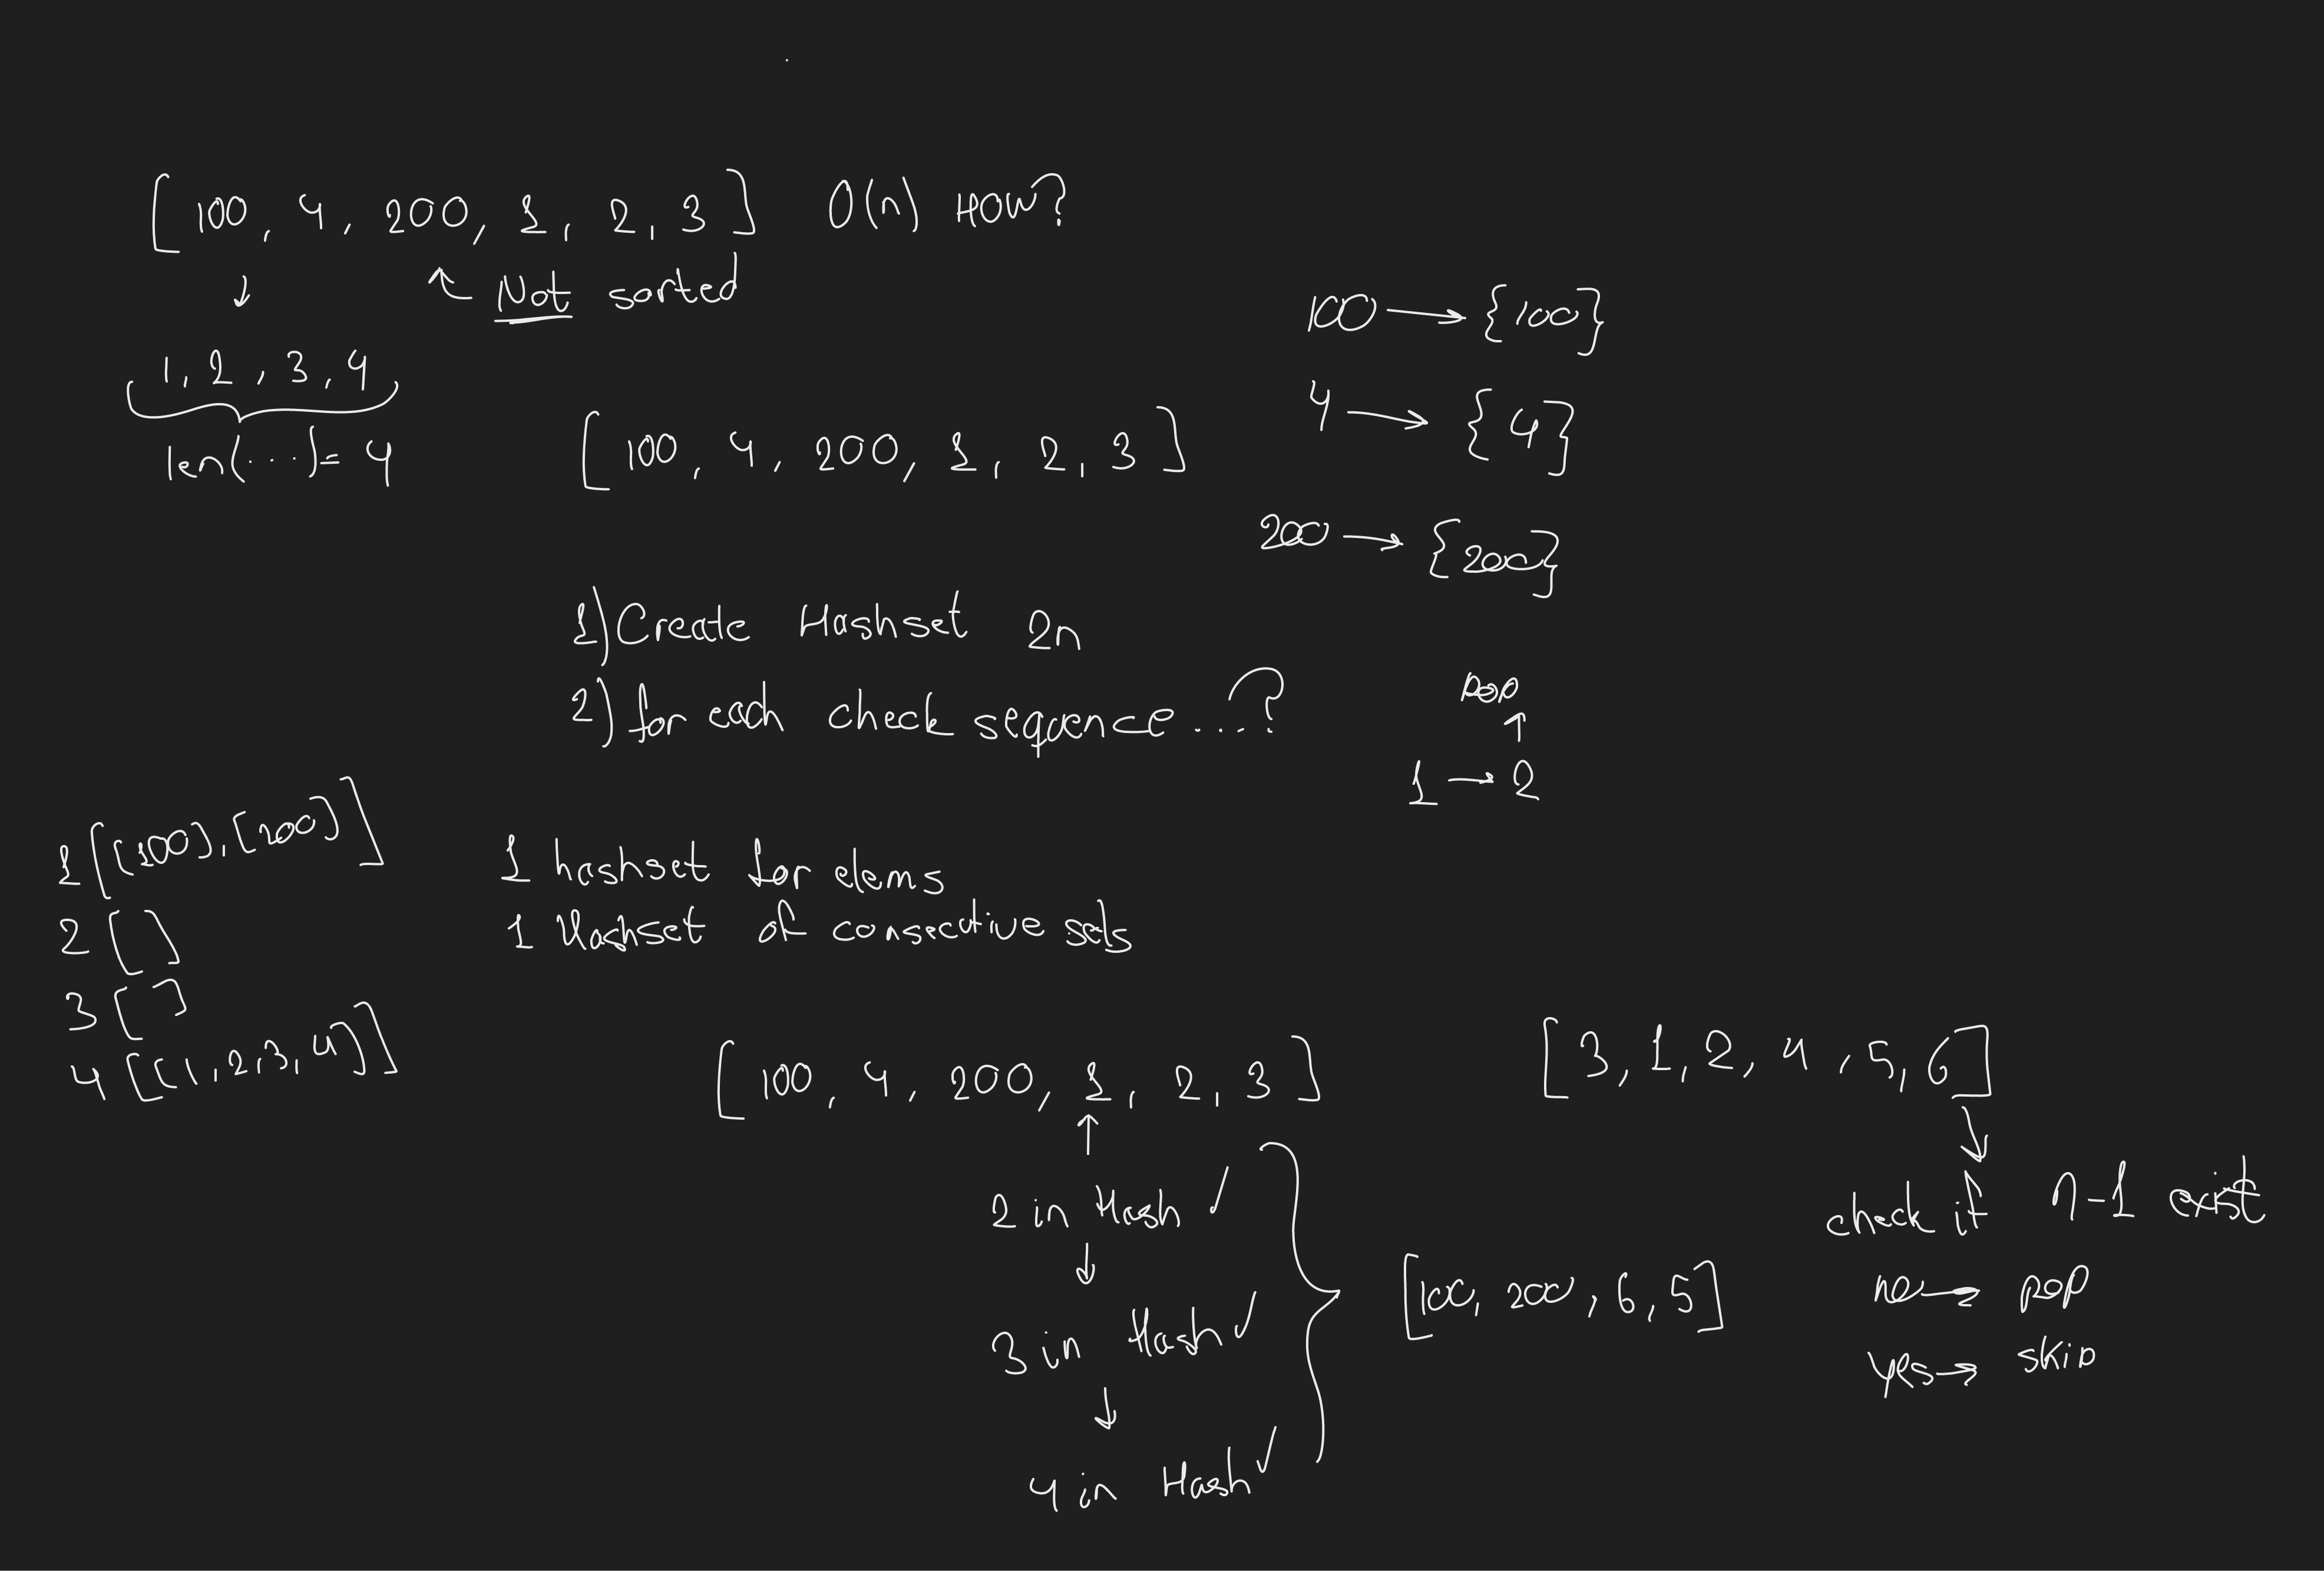 [100, 4, 200, 1, 2, 3] O(n) HOW?
↓
↖ Not sorted
1, 2, 3, 4
len(...) = 4
[100, 4, 200, 1, 2, 3]
100 → {100}
4 → {4}
200 → {200}
1) Create Hashset 2n
2) for each check sequence ...?
↑
1 → 2
1 [[100], [200]]
2 []
3 []
4 [[1, 2, 3, 4]]
1 hashset for elems
1 Hashset of consective sets
[100, 4, 200, 1, 2, 3]
↑
2 in Hash ✓
↓
3 in Hash ✓
↓
4 in Hash ✓
[3, 1, 2, 4, 5, 6]
↓
check if n-1 exist
no → pop
yes → skip
[100, 200, 6, 5]